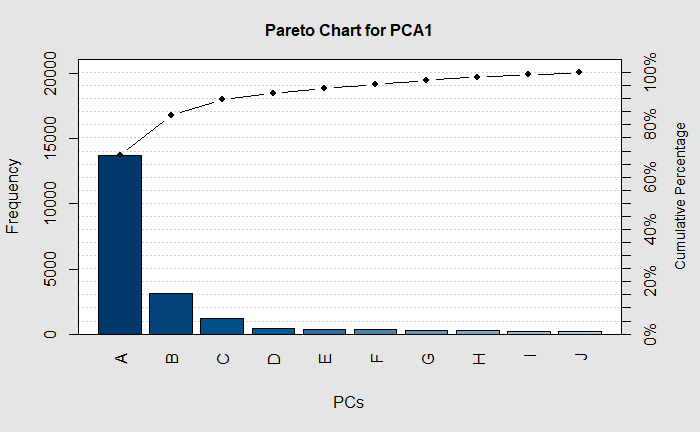 Pareto Chart for PCA1
Frequency
0
5000
10000
15000
20000
0%
20%
40%
60%
80%
100%
Cumulative Percentage
A B C D E F G H I J
PCs